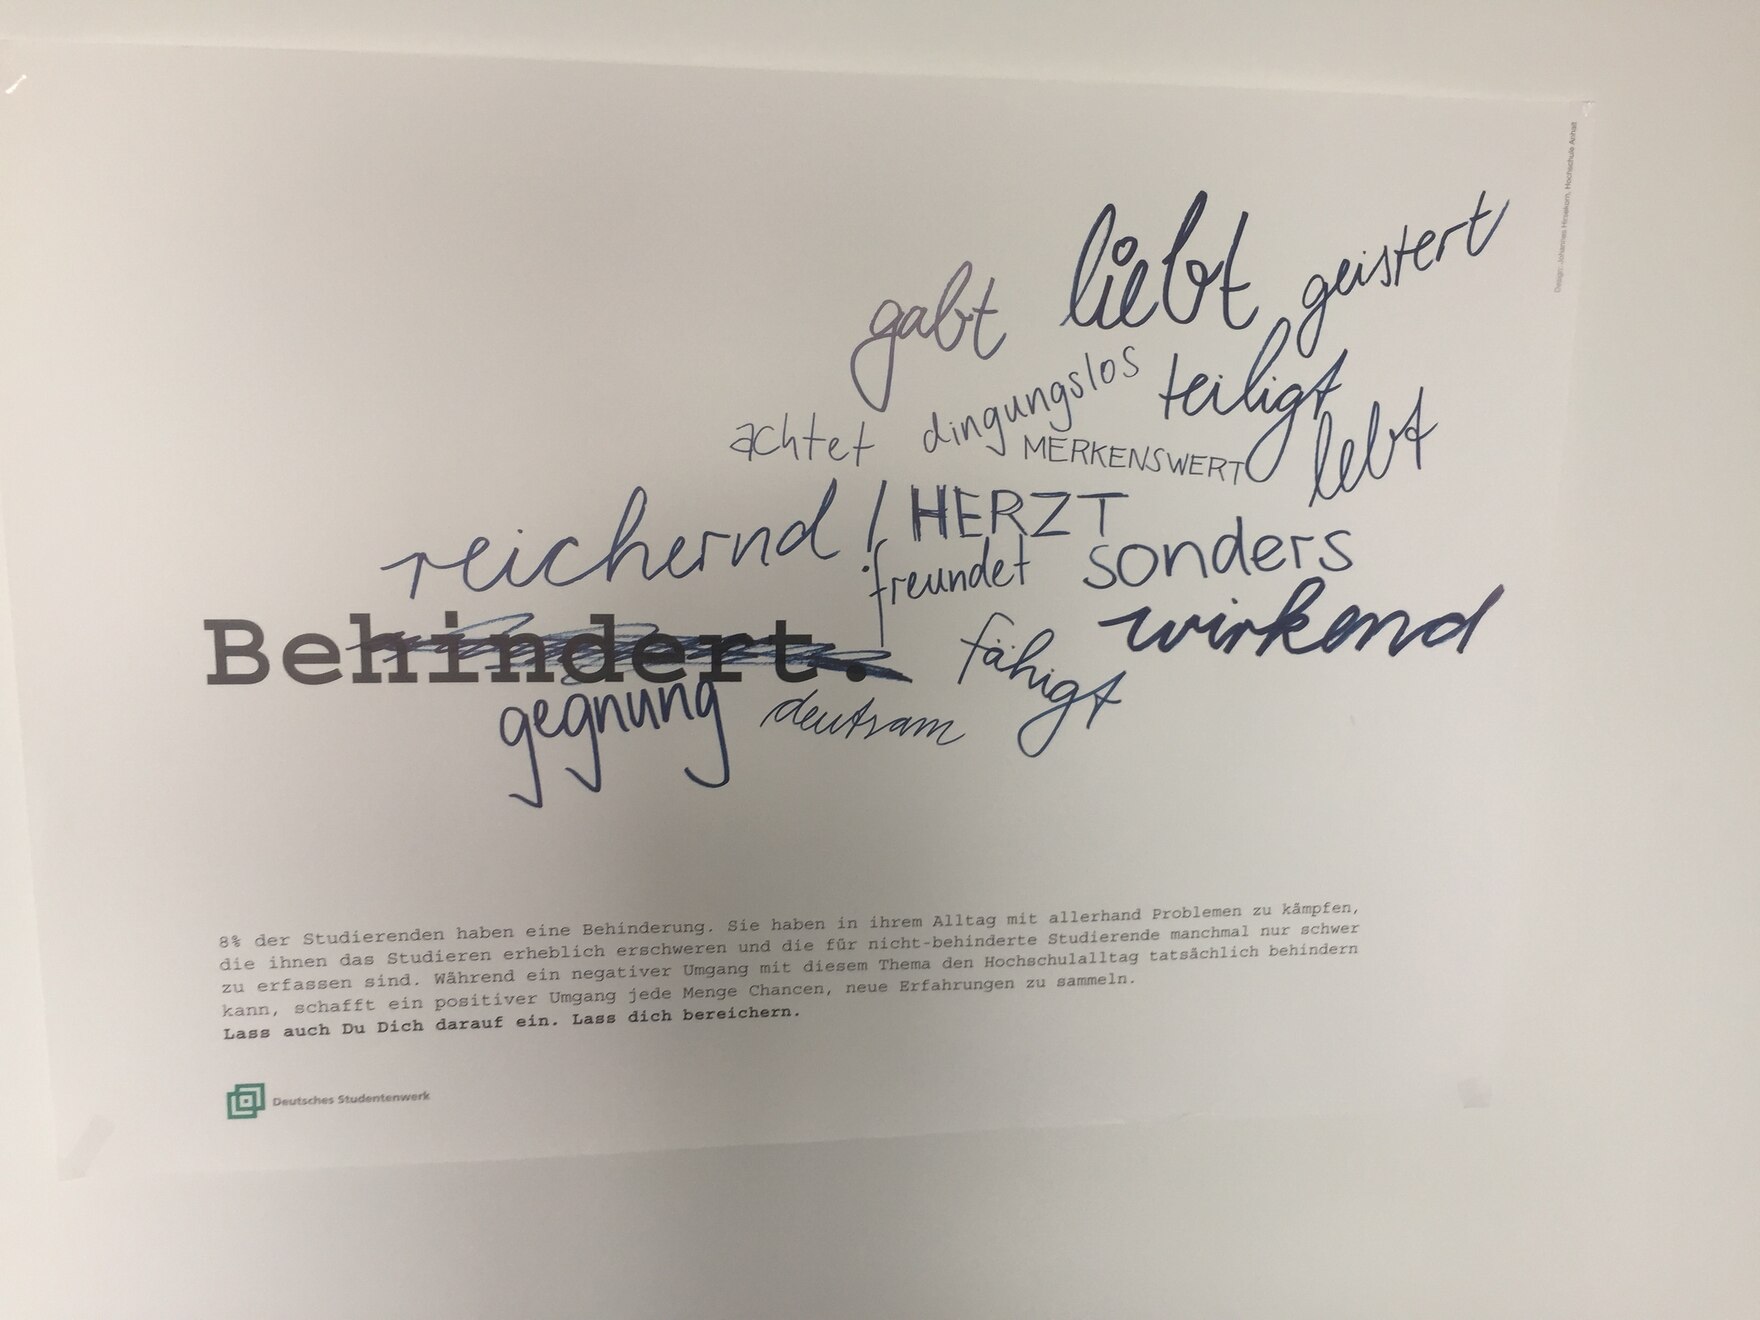 gabt liebt geistert
achtet dingungslos teiligt
MERKENSWERT lebt
reichernd! HERZT
freundet sonders
Behindert. fähigt wirkend
gegnung deutsam
8% der Studierenden haben eine Behinderung. Sie haben in ihrem Alltag mit allerhand Problemen zu kämpfen,
die ihnen das Studieren erheblich erschweren und die für nicht-behinderte Studierende manchmal nur schwer
zu erfassen sind. Während ein negativer Umgang mit diesem Thema den Hochschulalltag tatsächlich behindern
kann, schafft ein positiver Umgang jede Menge Chancen, neue Erfahrungen zu sammeln.
Lass auch Du Dich darauf ein. Lass dich bereichern.
Deutsches Studentenwerk
Design: Johannes Hochschule Anhalt